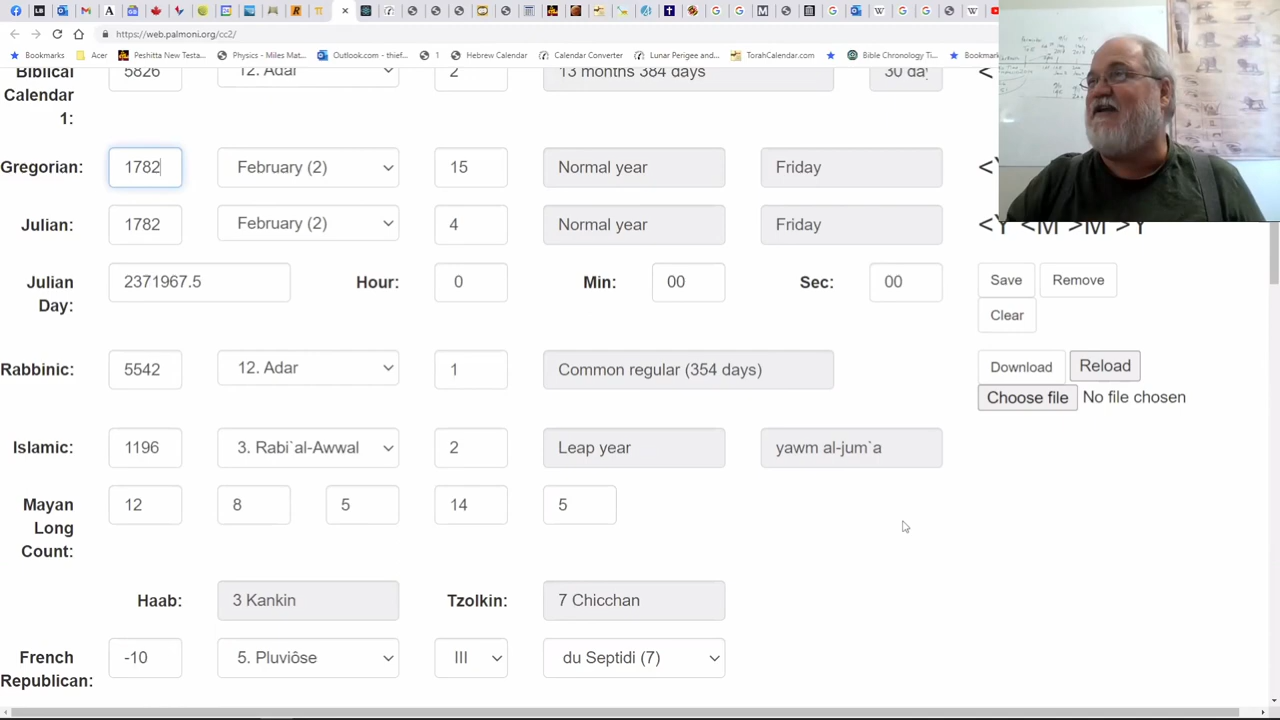 https://web.palmoni.org/cc2/
Bookmarks Acer Peshitta New Testa... Physics - Miles Mat... Outlook.com - thief... 1 Hebrew Calendar Calendar Converter Lunar Perigee and... TorahCalendar.com Bible Chronology Ti... Bookmark
Biblical Calendar 1: 5826 12. Adar 2 13 months 384 days 30 da
Gregorian: 1782 February (2) 15 Normal year Friday <Y
Julian: 1782 February (2) 4 Normal year Friday <Y <M >M >Y
Julian Day: 2371967.5 Hour: 0 Min: 00 Sec: 00 Save Remove
Clear
Rabbinic: 5542 12. Adar 1 Common regular (354 days) Download Reload
Choose file No file chosen
Islamic: 1196 3. Rabi`al-Awwal 2 Leap year yawm al-jum`a
Mayan Long Count: 12 8 5 14 5
Haab: 3 Kankin Tzolkin: 7 Chicchan
French Republican: -10 5. Pluviôse III du Septidi (7)